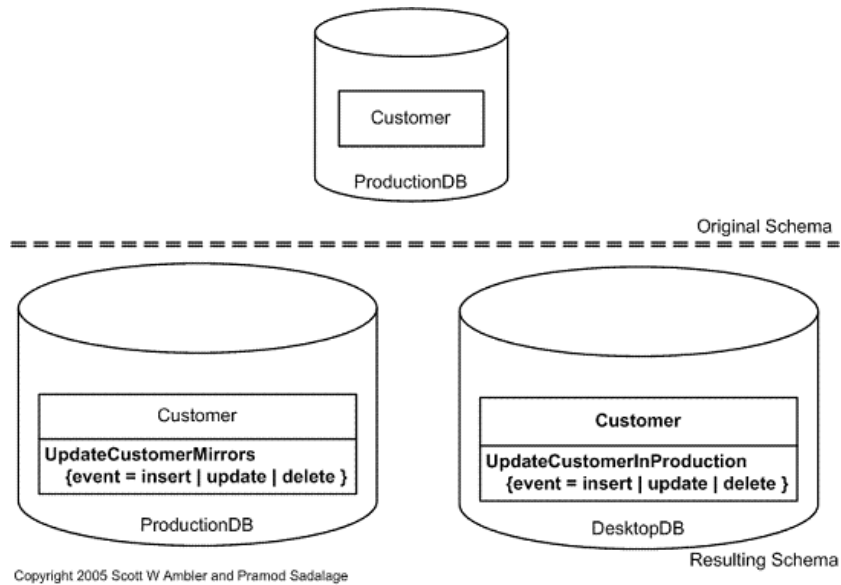 Customer
ProductionDB
Original Schema
Customer
UpdateCustomerMirrors
{event = insert | update | delete }
ProductionDB
Customer
UpdateCustomerInProduction
{event = insert | update | delete }
DesktopDB
Resulting Schema
Copyright 2005 Scott W Ambler and Pramod Sadalage